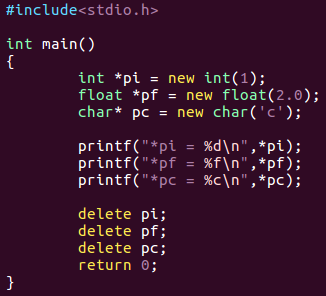 #include<stdio.h>

int main()
{
        int *pi = new int(1);
        float *pf = new float(2.0);
        char* pc = new char('c');

        printf("*pi = %d\n",*pi);
        printf("*pf = %f\n",*pf);
        printf("*pc = %c\n",*pc);

        delete pi;
        delete pf;
        delete pc;
        return 0;
}